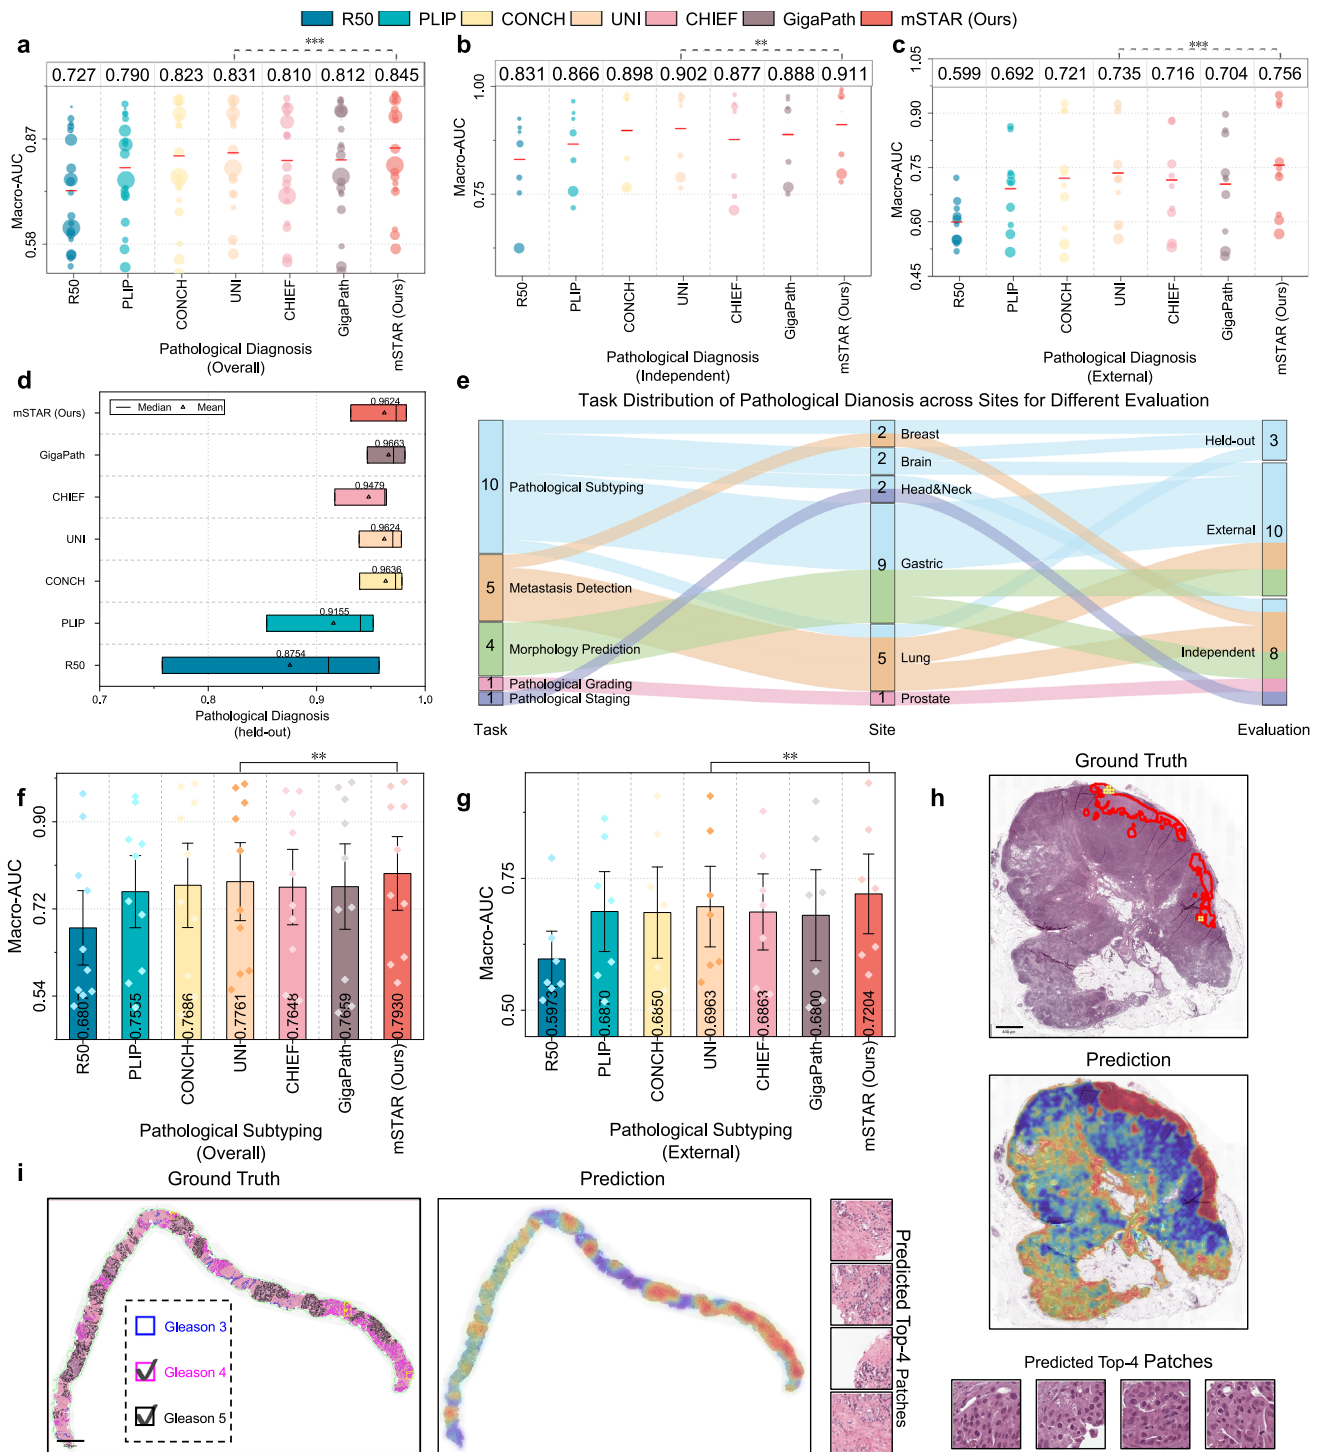 R50 PLIP CONCH UNI CHIEF GigaPath mSTAR (Ours)
a
***
0.727 0.790 0.823 0.831 0.810 0.812 0.845
Macro-AUC
0.87
0.58
R50 PLIP CONCH UNI CHIEF GigaPath mSTAR (Ours)
Pathological Diagnosis
(Overall)
b
**
0.831 0.866 0.898 0.902 0.877 0.888 0.911
Macro-AUC
1.00
0.75
R50 PLIP CONCH UNI CHIEF GigaPath mSTAR (Ours)
Pathological Diagnosis
(Independent)
c
***
0.599 0.692 0.721 0.735 0.716 0.704 0.756
Macro-AUC
1.05
0.90
0.75
0.60
0.45
R50 PLIP CONCH UNI CHIEF GigaPath mSTAR (Ours)
Pathological Diagnosis
(External)
d
Median Mean
mSTAR (Ours) 0.9624
GigaPath 0.9663
CHIEF 0.9479
UNI 0.9624
CONCH 0.9636
PLIP 0.9155
R50 0.8754
0.7 0.8 0.9 1.0
Pathological Diagnosis
(held-out)
e
Task Distribution of Pathological Dianosis across Sites for Different Evaluation
10 Pathological Subtyping
5 Metastasis Detection
4 Morphology Prediction
1 Pathological Grading
1 Pathological Staging
2 Breast
2 Brain
2 Head&Neck
9 Gastric
5 Lung
1 Prostate
Held-out 3
External 10
Independent 8
Task Site Evaluation
f
**
Macro-AUC
0.90
0.72
0.54
0.6801 0.7535 0.7686 0.7761 0.7648 0.7659 0.7930
R50 PLIP CONCH UNI CHIEF GigaPath mSTAR (Ours)
Pathological Subtyping
(Overall)
g
**
Macro-AUC
0.75
0.50
0.5973 0.6870 0.6850 0.6963 0.6863 0.6800 0.7204
R50 PLIP CONCH UNI CHIEF GigaPath mSTAR (Ours)
Pathological Subtyping
(External)
h
Ground Truth
Prediction
Predicted Top-4 Patches
i
Ground Truth
Gleason 3
Gleason 4
Gleason 5
Prediction
Predicted Top-4 Patches